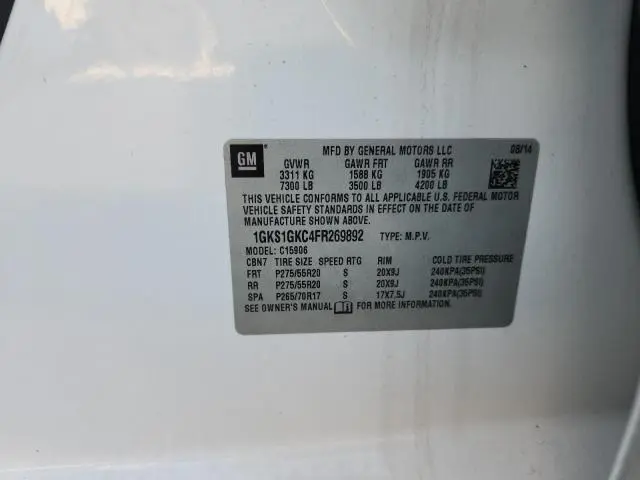 GM
MFD BY GENERAL MOTORS LLC 08/14
GVWR GAWR FRT GAWR RR
3311 KG 1588 KG 1905 KG
7300 LB 3500 LB 4200 LB
THIS VEHICLE CONFORMS TO ALL APPLICABLE U.S. FEDERAL MOTOR
VEHICLE SAFETY STANDARDS IN EFFECT ON THE DATE OF
MANUFACTURE SHOWN ABOVE.
1GKS1GKC4FR269892 TYPE: M.P.V.
MODEL: C15906
CBN7 TIRE SIZE SPEED RTG RIM COLD TIRE PRESSURE
FRT P275/55R20 S 20X9J 240KPA(35PSI)
RR P275/55R20 S 20X9J 240KPA(35PSI)
SPA P265/70R17 S 17X7.5J 240KPA(35PSI)
SEE OWNER'S MANUAL FOR MORE INFORMATION.